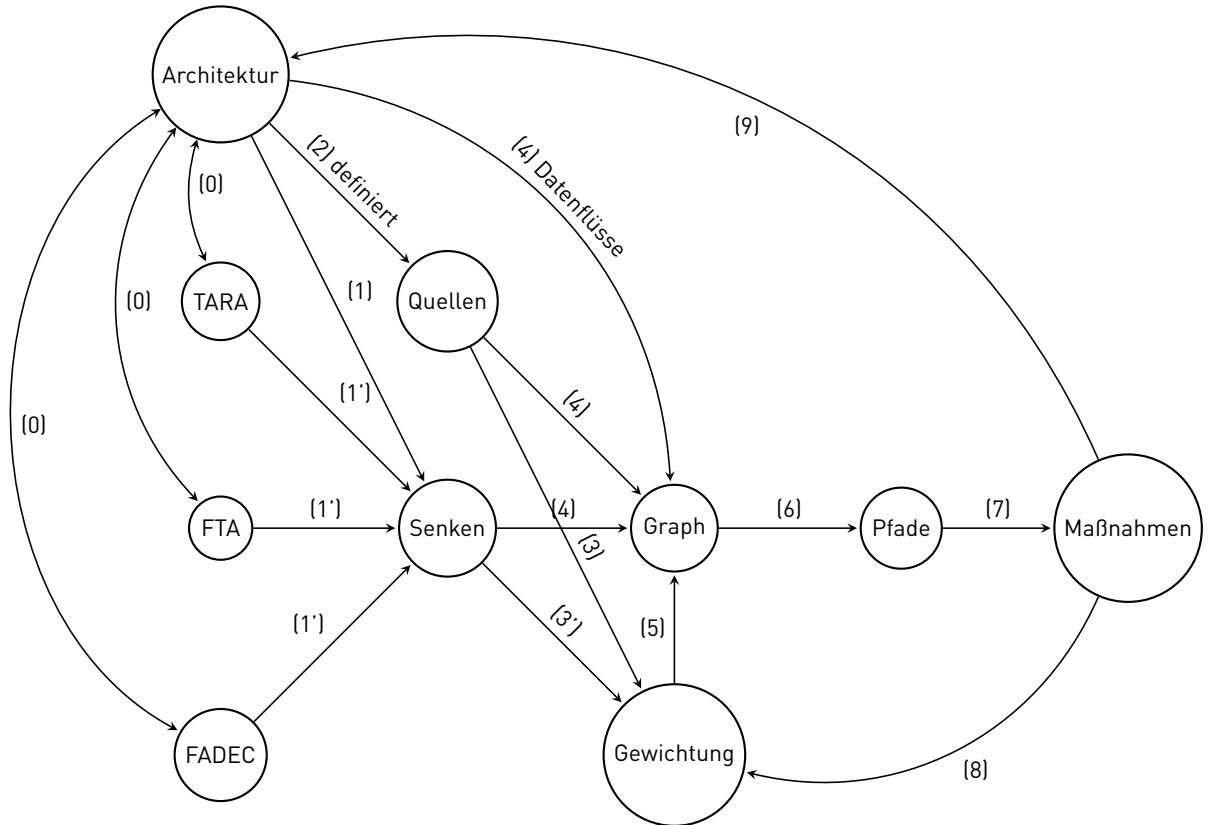 Architektur
(9)
(2) definiert
(4) Datenflüsse
(0)
TARA
(0)
(1)
Quellen
(1')
(4)
(0)
FTA
(1')
Senken
(4)
(3)
Graph
(6)
Pfade
(7)
Maßnahmen
(1')
(3')
(5)
FADEC
Gewichtung
(8)